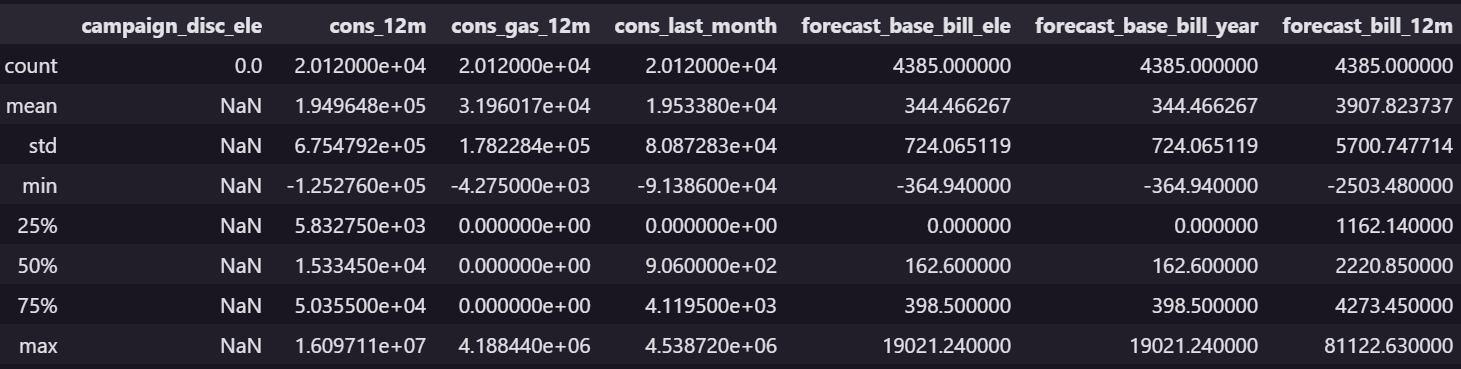 campaign_disc_ele cons_12m cons_gas_12m cons_last_month forecast_base_bill_ele forecast_base_bill_year forecast_bill_12m
count 0.0 2.012000e+04 2.012000e+04 2.012000e+04 4385.000000 4385.000000 4385.000000
mean NaN 1.949648e+05 3.196017e+04 1.953380e+04 344.466267 344.466267 3907.823737
std NaN 6.754792e+05 1.782284e+05 8.087283e+04 724.065119 724.065119 5700.747714
min NaN -1.252760e+05 -4.275000e+03 -9.138600e+04 -364.940000 -364.940000 -2503.480000
25% NaN 5.832750e+03 0.000000e+00 0.000000e+00 0.000000 0.000000 1162.140000
50% NaN 1.533450e+04 0.000000e+00 9.060000e+02 162.600000 162.600000 2220.850000
75% NaN 5.035500e+04 0.000000e+00 4.119500e+03 398.500000 398.500000 4273.450000
max NaN 1.609711e+07 4.188440e+06 4.538720e+06 19021.240000 19021.240000 81122.630000